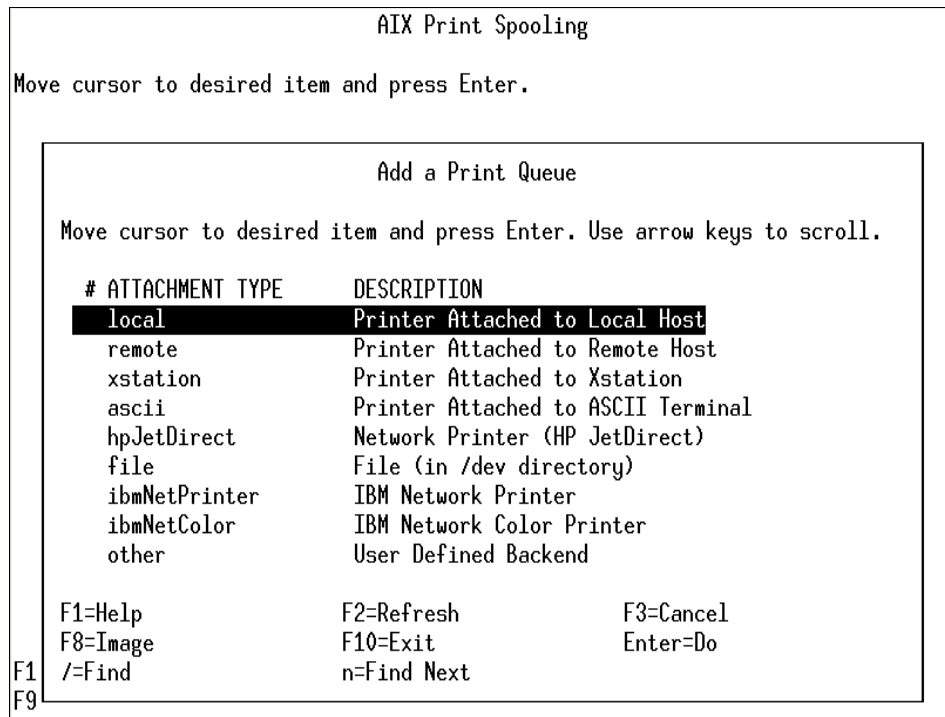 AIX Print Spooling
Move cursor to desired item and press Enter.
Add a Print Queue
Move cursor to desired item and press Enter. Use arrow keys to scroll.
# ATTACHMENT TYPE DESCRIPTION
local Printer Attached to Local Host
remote Printer Attached to Remote Host
xstation Printer Attached to Xstation
ascii Printer Attached to ASCII Terminal
hpJetDirect Network Printer (HP JetDirect)
file File (in /dev directory)
ibmNetPrinter IBM Network Printer
ibmNetColor IBM Network Color Printer
other User Defined Backend
F1=Help F2=Refresh F3=Cancel
F8=Image F10=Exit Enter=Do
F1 /=Find n=Find Next
F9